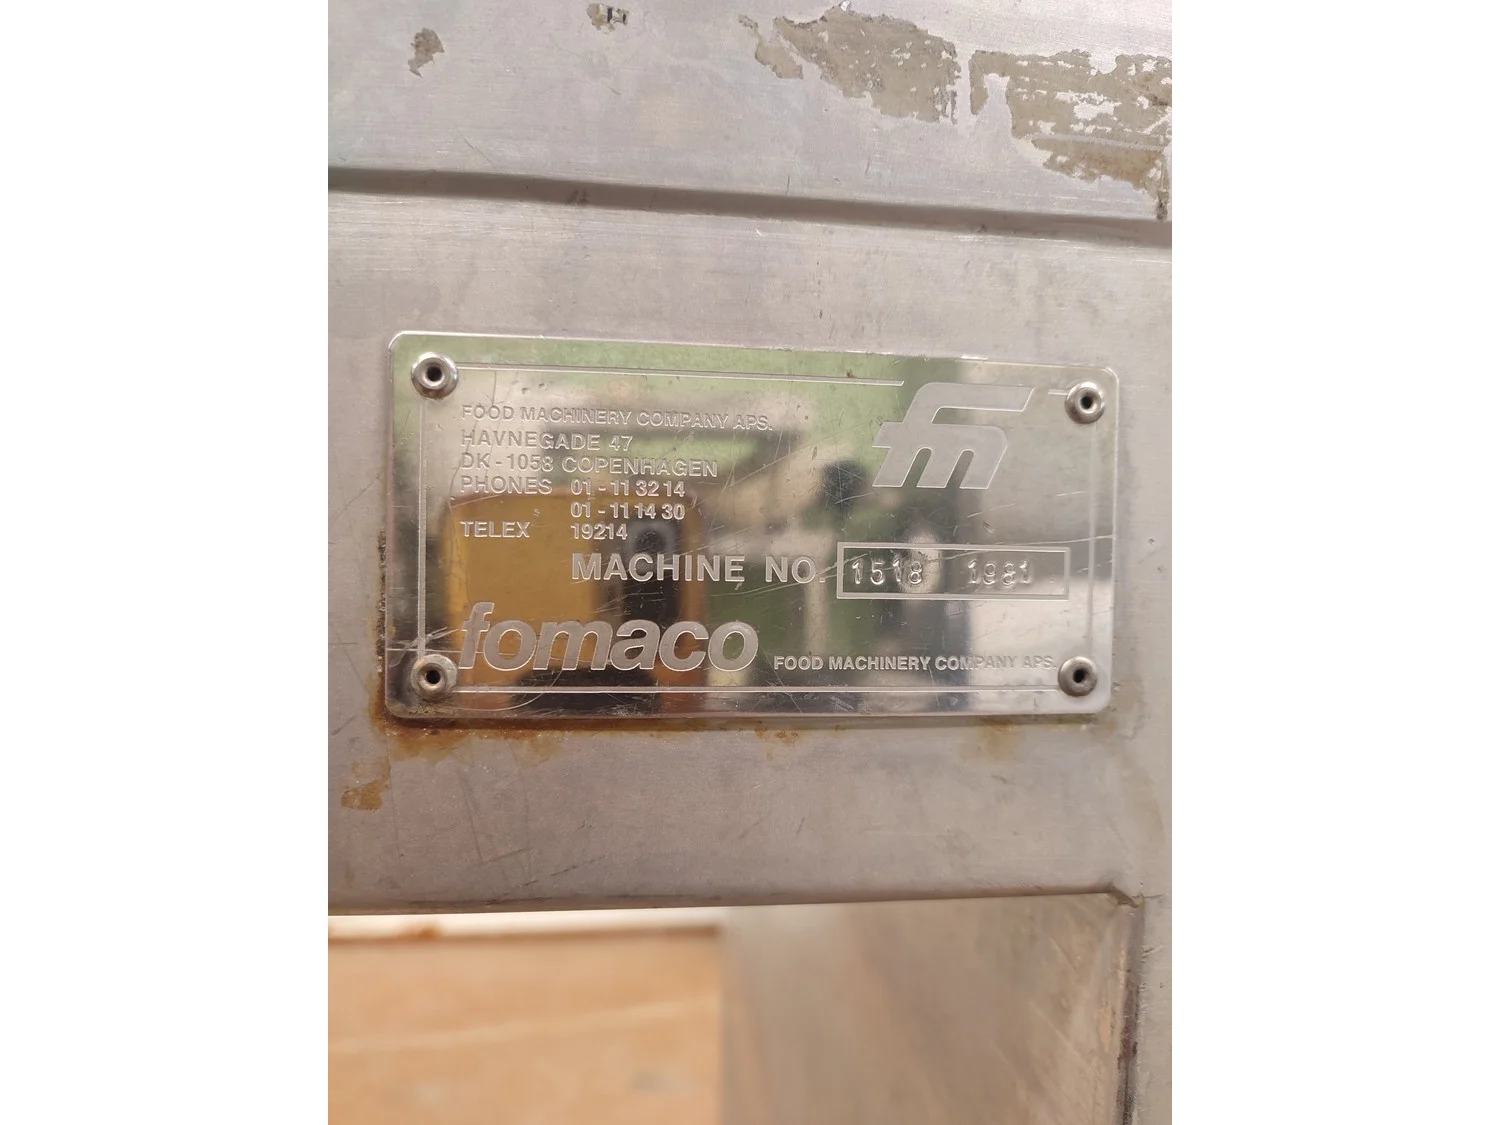 FOOD MACHINERY COMPANY APS.
HAVNEGADE 47
DK-1058 COPENHAGEN
PHONES 01-11 32 14
01-11 14 30
TELEX 19214
fm
MACHINE NO. 1518 1981
fomaco FOOD MACHINERY COMPANY APS.